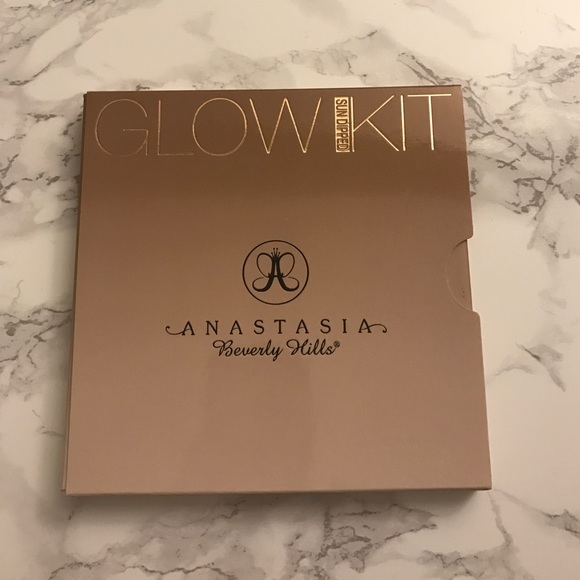 GLOW SUN DIPPED KIT
A
ANASTASIA
Beverly Hills®